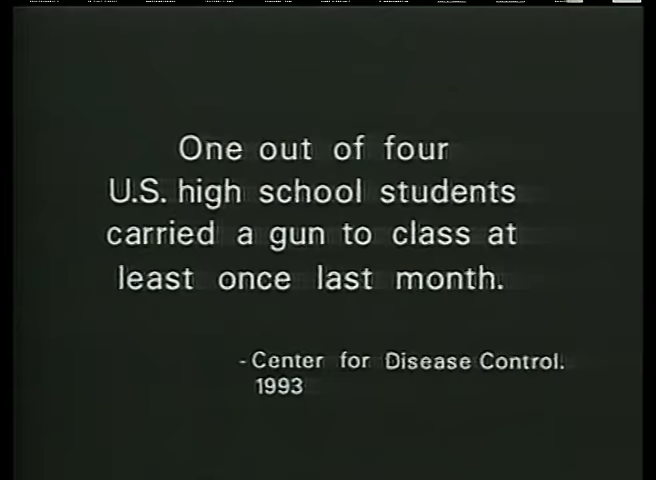 One out of four
U.S. high school students
carried a gun to class at
least once last month.
- Center for Disease Control.
1993